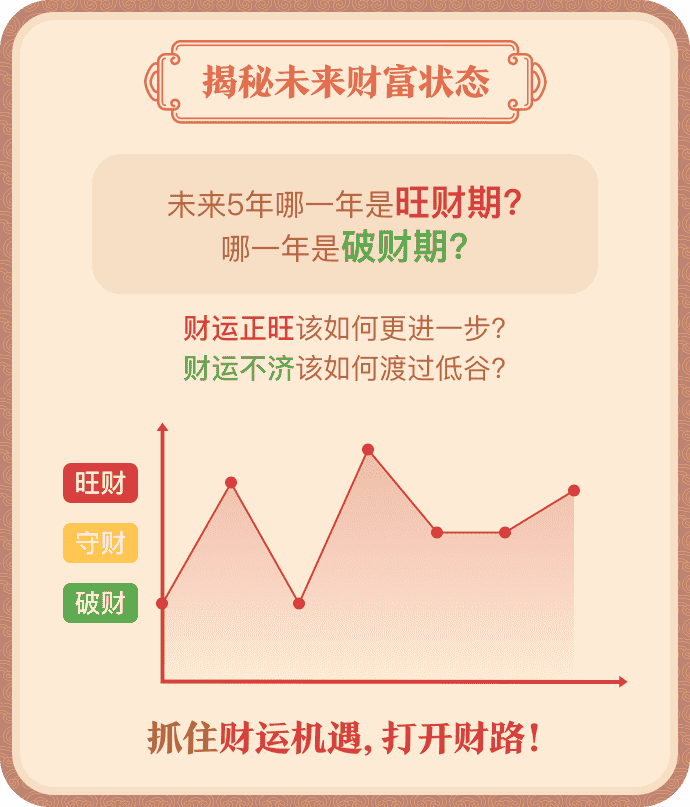 揭秘未来财富状态
未来5年哪一年是旺财期?
哪一年是破财期?
财运正旺该如何更进一步?
财运不济该如何渡过低谷?
旺财
守财
破财
抓住财运机遇,打开财路!